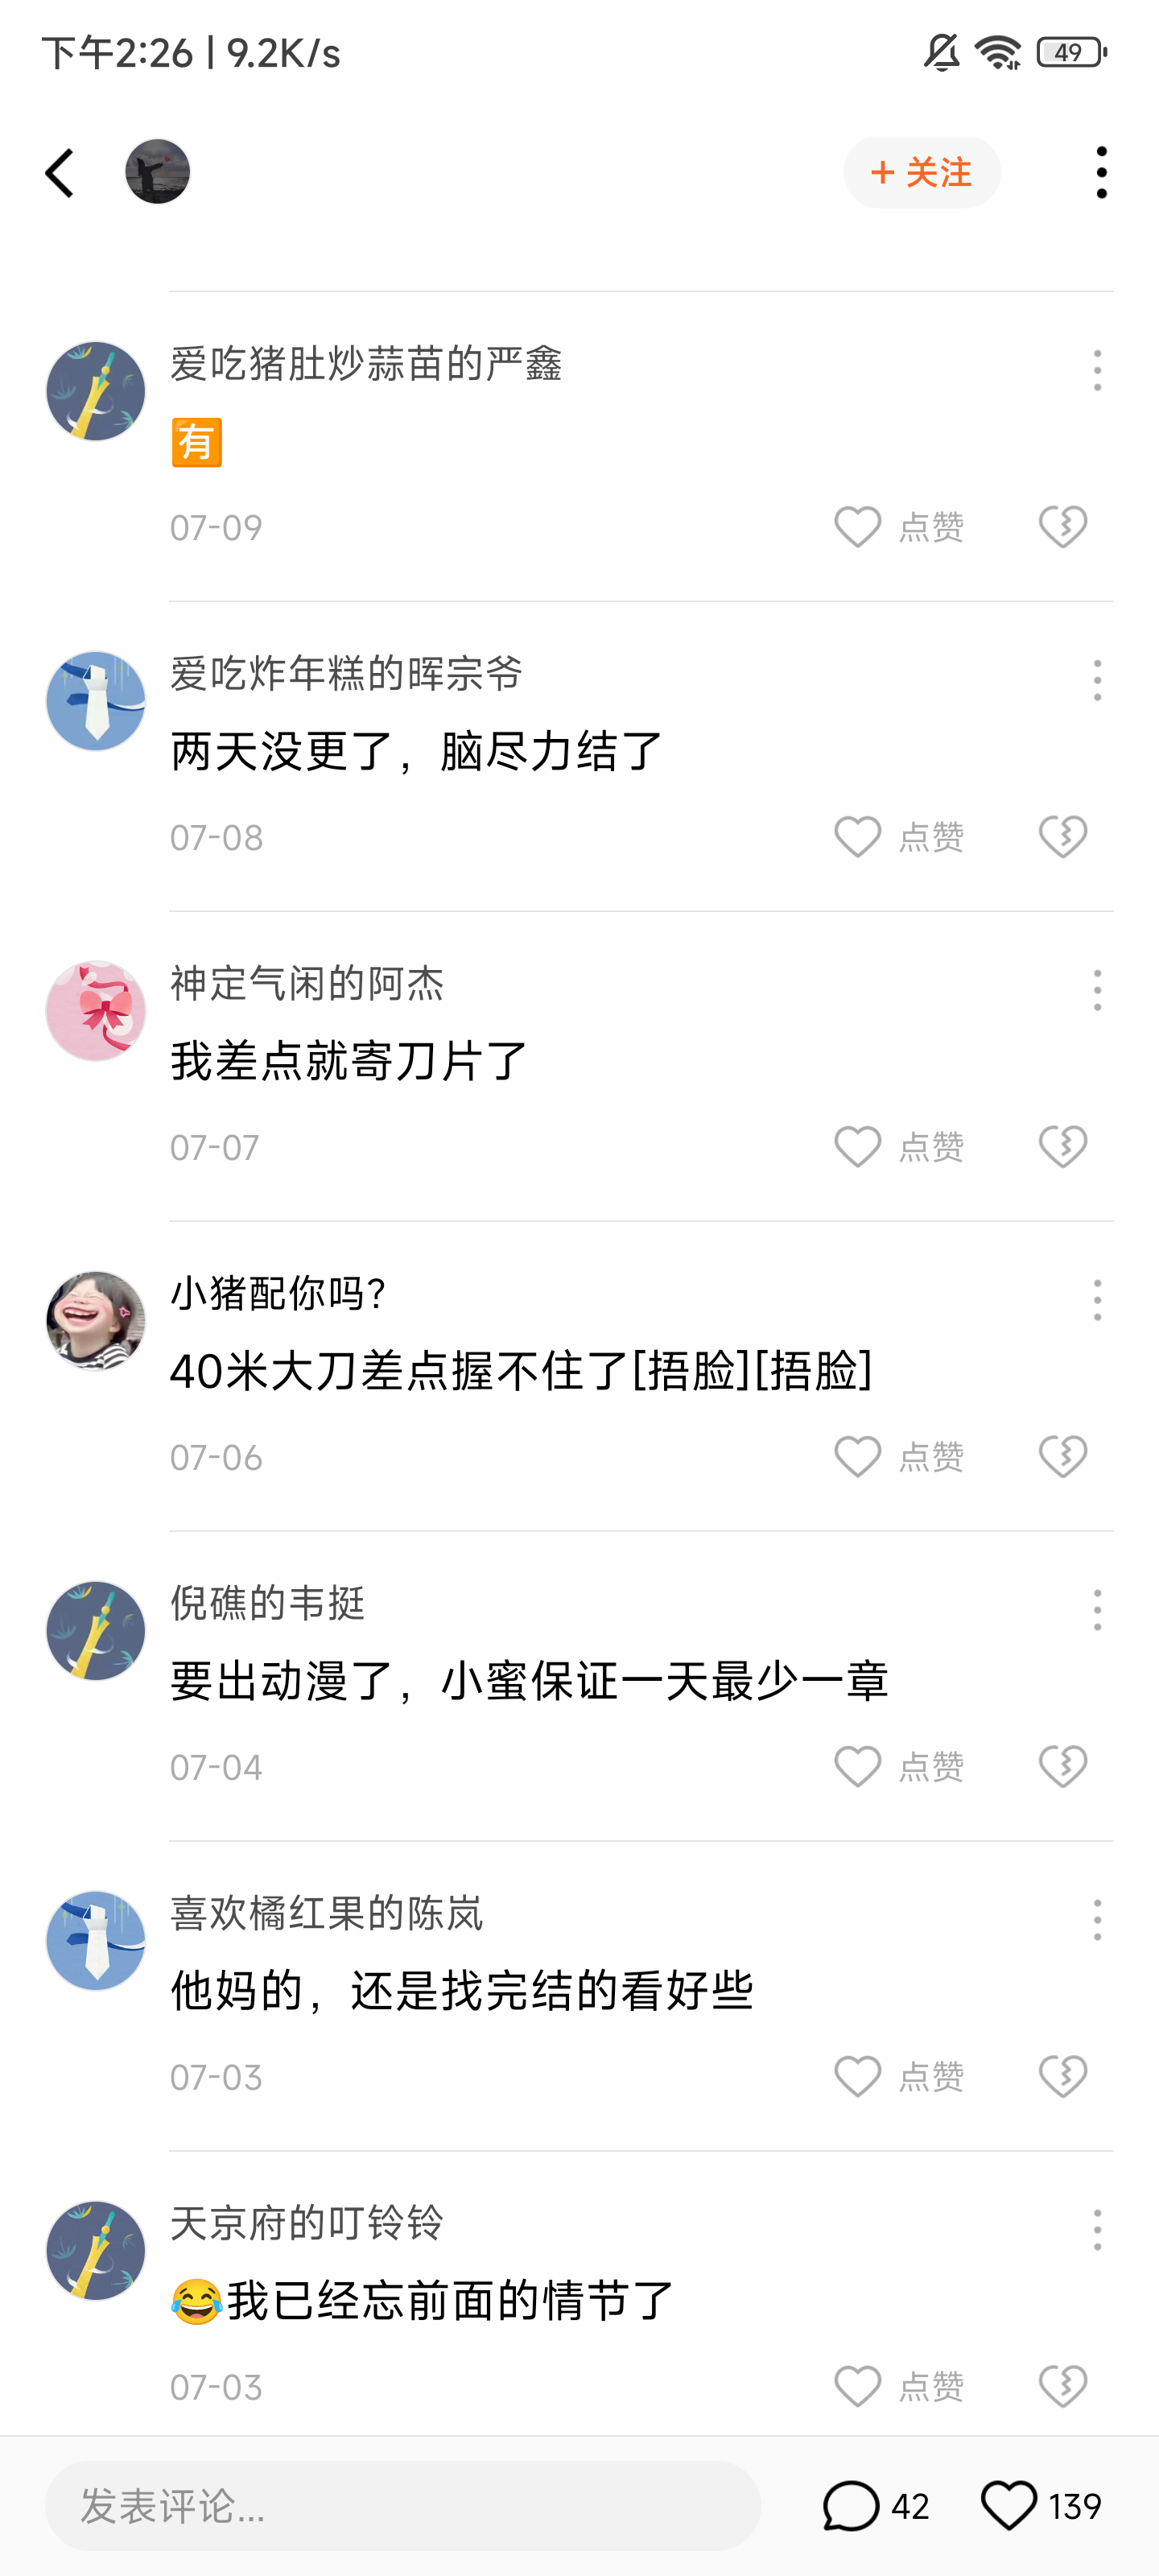 下午2:26 | 9.2K/s 49
+ 关注
爱吃猪肚炒蒜苗的严鑫
🈶
07-09 点赞
爱吃炸年糕的晖宗爷
两天没更了，脑尽力结了
07-08 点赞
神定气闲的阿杰
我差点就寄刀片了
07-07 点赞
小猪配你吗？
40米大刀差点握不住了[捂脸][捂脸]
07-06 点赞
倪礁的韦挺
要出动漫了，小蜜保证一天最少一章
07-04 点赞
喜欢橘红果的陈岚
他妈的，还是找完结的看好些
07-03 点赞
天京府的叮铃铃
😂我已经忘前面的情节了
07-03 点赞
发表评论... 42 139